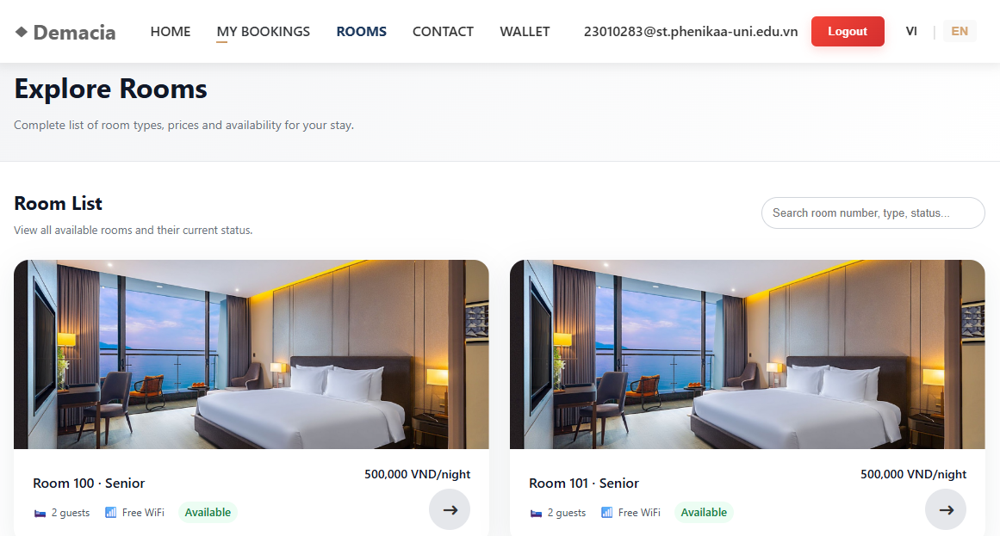 Demacia HOME MY BOOKINGS ROOMS CONTACT WALLET 23010283@st.phenikaa-uni.edu.vn Logout VI | EN
Explore Rooms
Complete list of room types, prices and availability for your stay.
Room List
Search room number, type, status...
View all available rooms and their current status.
500,000 VND/night
Room 100 · Senior
2 guests Free WiFi Available →
500,000 VND/night
Room 101 · Senior
2 guests Free WiFi Available →